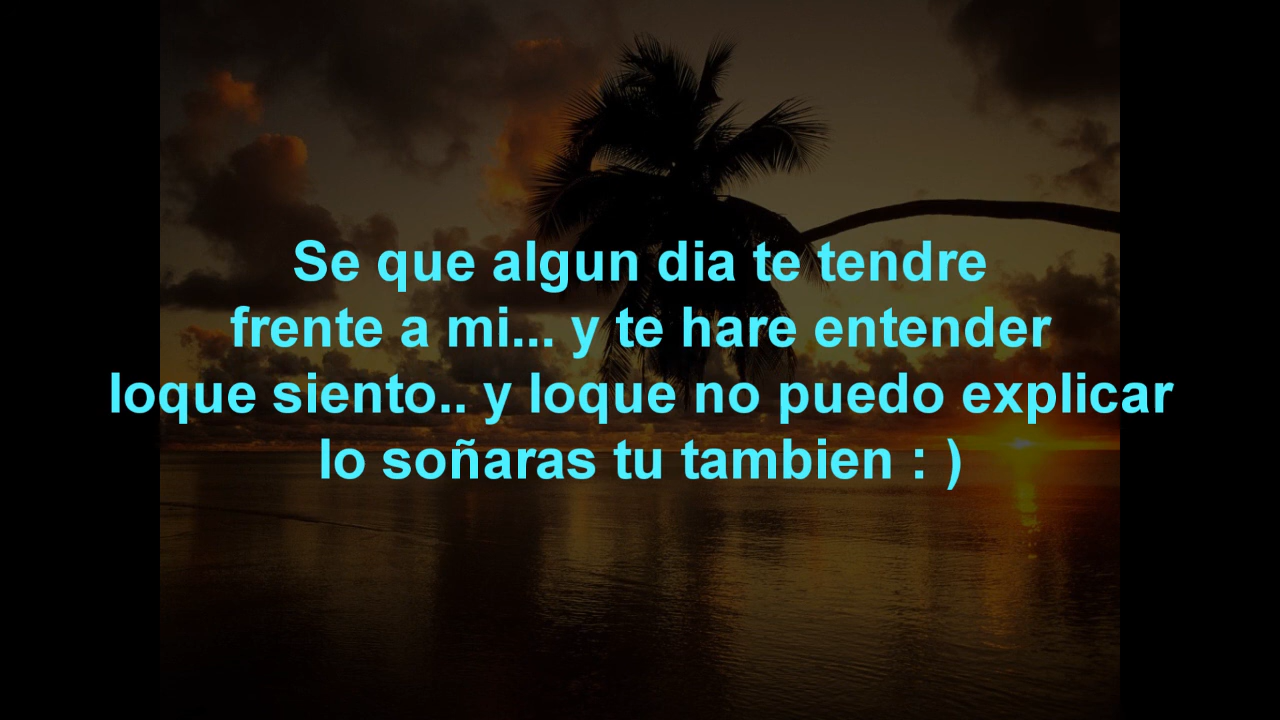 Se que algun dia te tendre
frente a mi... y te hare entender
loque siento.. y loque no puedo explicar
lo soñaras tu tambien : )